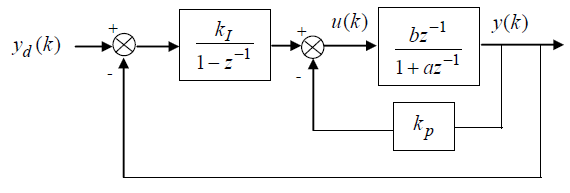 y_d(k)
+
-
k_I
1 - z^{-1}
+
-
u(k)
bz^{-1}
1 + az^{-1}
y(k)
k_p